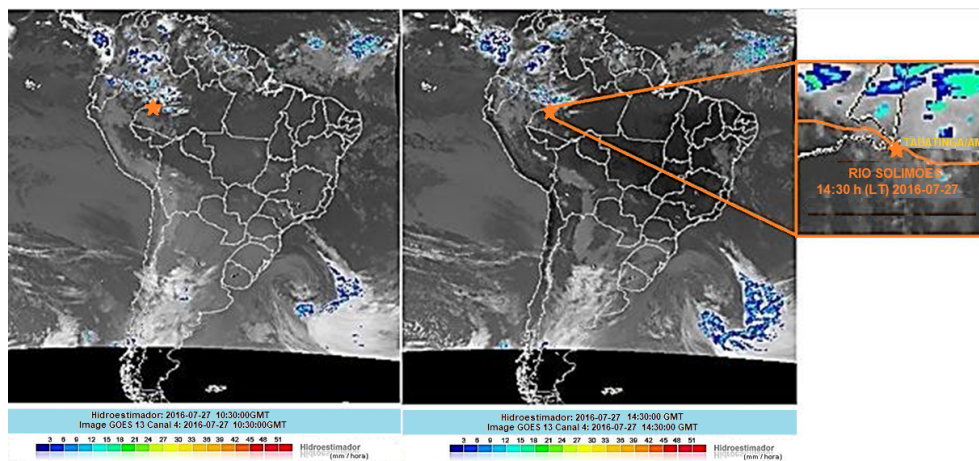 TABATINGA/AM
RIO SOLIMÕES
14:30 h (LT) 2016-07-27
Hidroestimador: 2016-07-27 10:30:00GMT
Image GOES 13 Canal 4: 2016-07-27 10:30:00GMT
3 6 9 12 15 18 21 24 27 30 33 36 39 42 45 48 51
Hidroestimador
(mm / hora)
Hidroestimador: 2016-07-27 14:30:00 GMT
Image GOES 13 Canal 4: 2016-07-27 14:30:00 GMT
3 6 9 12 15 18 21 24 27 30 33 36 39 42 45 48 51
Hidroestimador
(mm / hora)